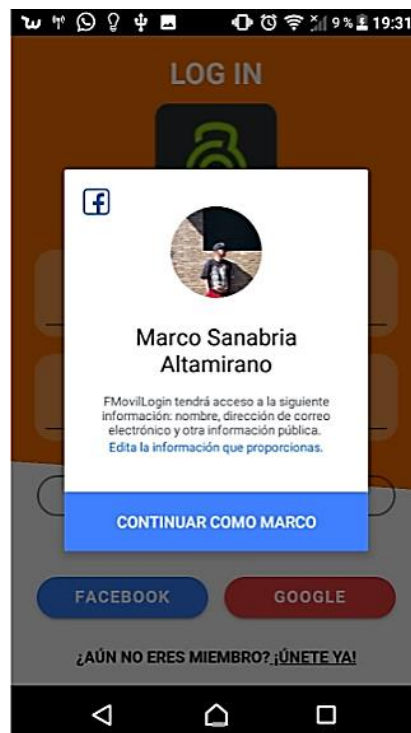 9% 19:31
LOG IN
Marco Sanabria
Altamirano
FMovilLogin tendrá acceso a la siguiente
información: nombre, dirección de correo
electrónico y otra información pública.
Edita la información que proporcionas.
CONTINUAR COMO MARCO
FACEBOOK
GOOGLE
¿AÚN NO ERES MIEMBRO? ¡ÚNETE YA!